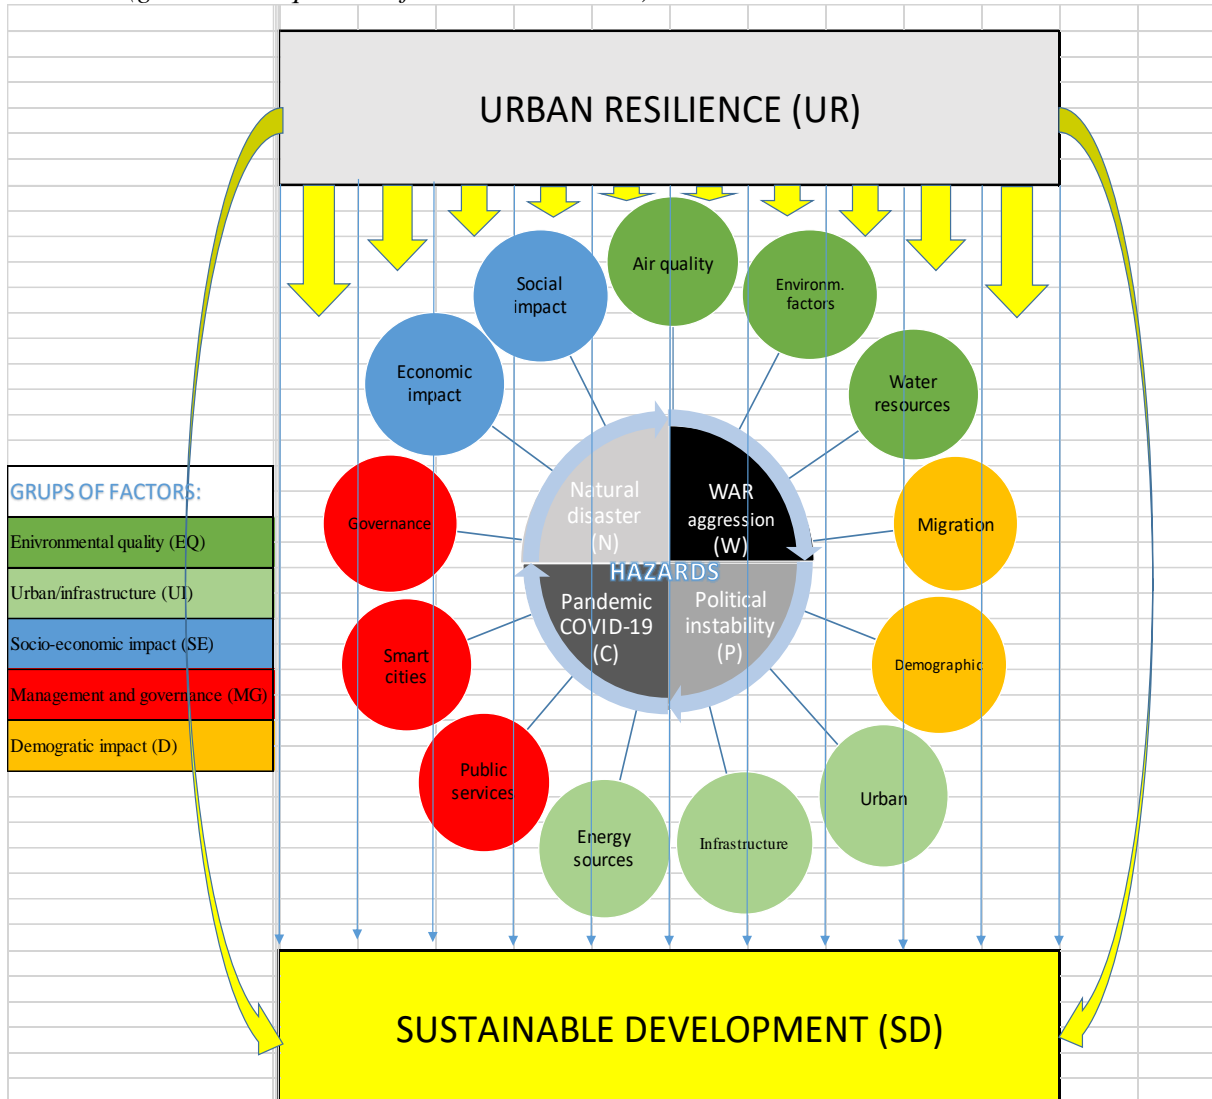 URBAN RESILIENCE (UR)
Air quality
Social
impact
Environm.
factors
Economic
impact
Water
resources
GRUPS OF FACTORS:
Enivronmental quality (EQ)
Urban/infrastructure (UI)
Socio-economic impact (SE)
Management and governance (MG)
Demogratic impact (D)
Governance
Natural
disaster
(N)
WAR
aggression
(W)
Migration
HAZARDS
Pandemic
COVID-19
(C)
Political
instability
(P)
Smart
cities
Demographic
Public
services
Urban
Energy
sources
Infrastructure
SUSTAINABLE DEVELOPMENT (SD)